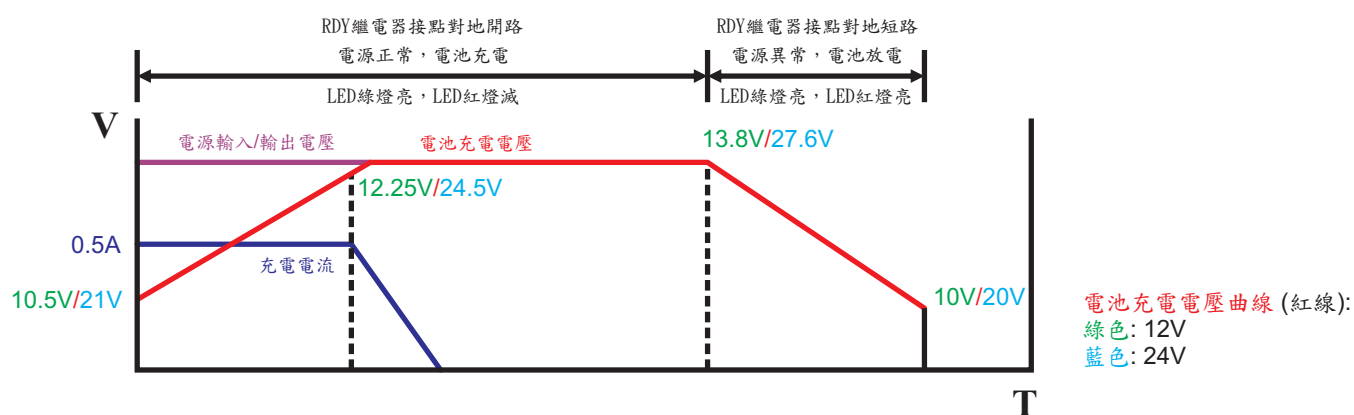 RDY繼電器接點對地開路
電源正常，電池充電
LED綠燈亮，LED紅燈滅
RDY繼電器接點對地短路
電源異常，電池放電
LED綠燈亮，LED紅燈亮
V
電源輸入/輸出電壓
電池充電電壓
13.8V/27.6V
12.25V/24.5V
0.5A
充電電流
10.5V/21V
10V/20V
T
電池充電電壓曲線 (紅線):
綠色: 12V
藍色: 24V